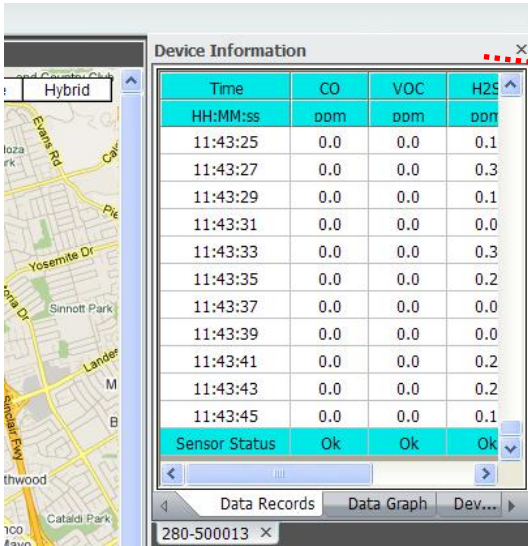 Device Information ×
Hybrid
Evans Rd
Yosemite Dr
Sinnott Park
Sinclair Fwy
Cataldi Park
Time CO VOC H2S
HH:MM:ss ppm ppm ppm
11:43:25 0.0 0.0 0.1
11:43:27 0.0 0.0 0.3
11:43:29 0.0 0.0 0.1
11:43:31 0.0 0.0 0.0
11:43:33 0.0 0.0 0.3
11:43:35 0.0 0.0 0.2
11:43:37 0.0 0.0 0.0
11:43:39 0.0 0.0 0.0
11:43:41 0.0 0.0 0.2
11:43:43 0.0 0.0 0.2
11:43:45 0.0 0.0 0.1
Sensor Status Ok Ok Ok
Data Records Data Graph Dev...
280-500013 ×